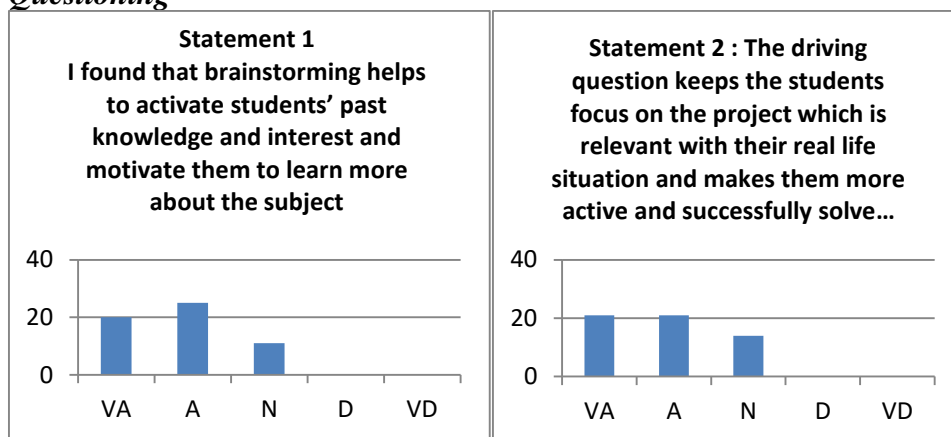 Questioning
Statement 1
I found that brainstorming helps
to activate students’ past
knowledge and interest and
motivate them to learn more
about the subject
40
20
0
VA A N D VD
Statement 2 : The driving
question keeps the students
focus on the project which is
relevant with their real life
situation and makes them more
active and successfully solve…
40
20
0
VA A N D VD